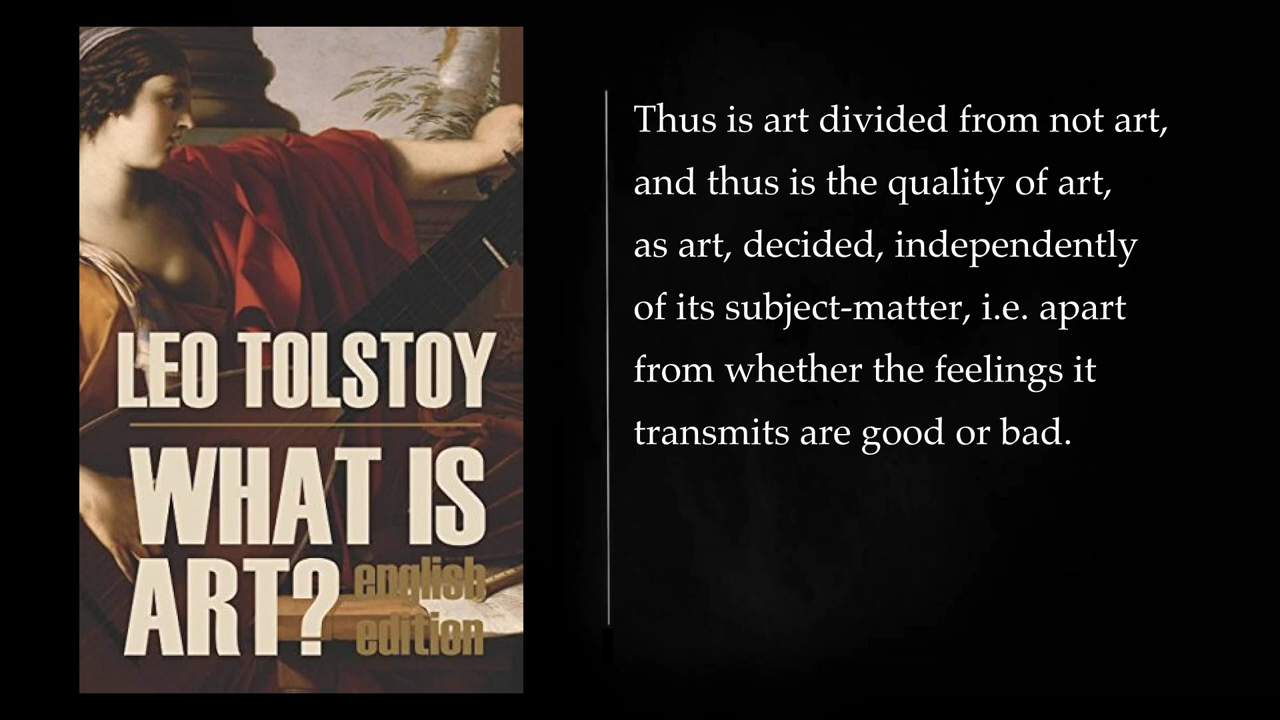 LEO TOLSTOY
WHAT IS
ART?
english
edition
Thus is art divided from not art,
and thus is the quality of art,
as art, decided, independently
of its subject-matter, i.e. apart
from whether the feelings it
transmits are good or bad.